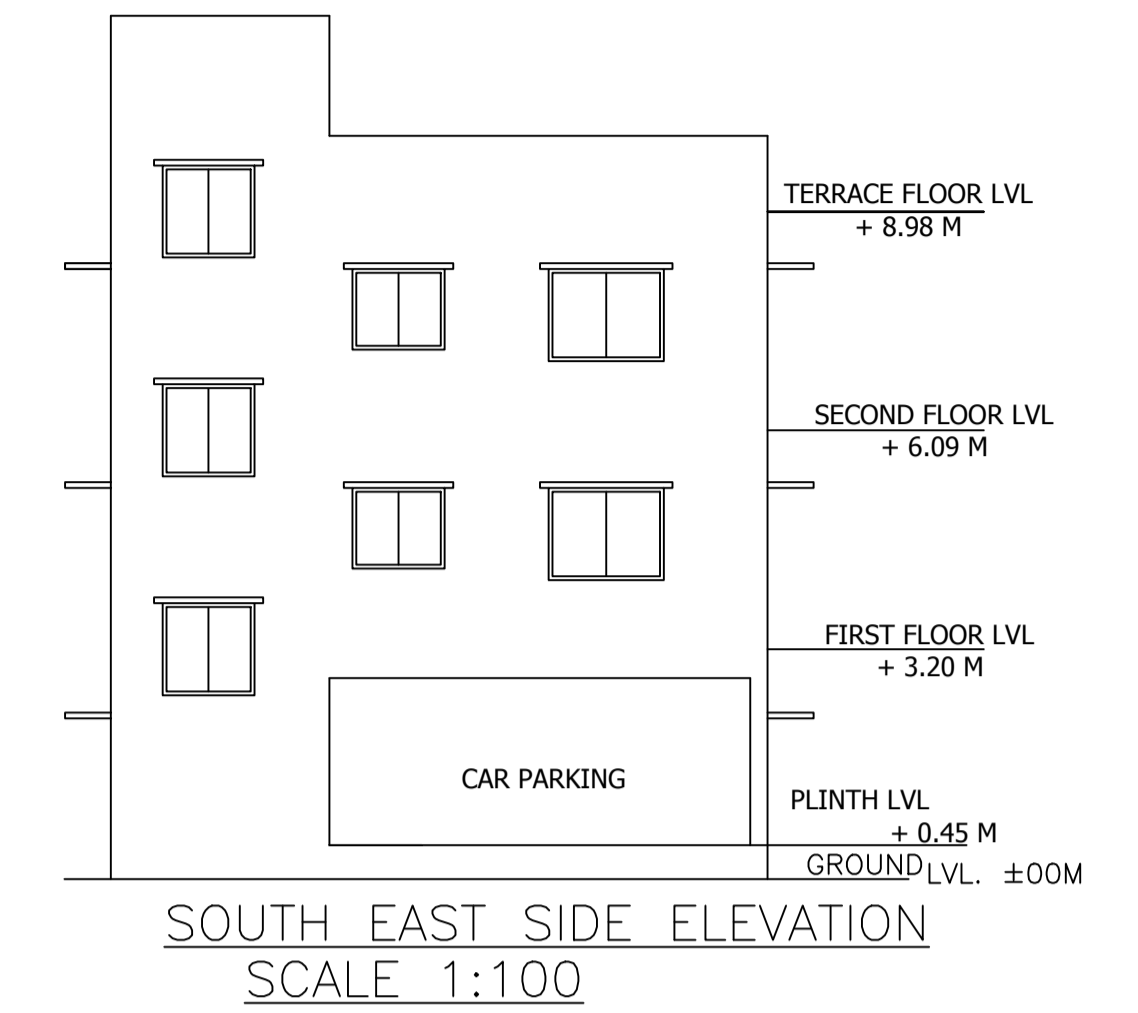 TERRACE FLOOR LVL
+ 8.98 M
SECOND FLOOR LVL
+ 6.09 M
FIRST FLOOR LVL
+ 3.20 M
CAR PARKING
PLINTH LVL
+ 0.45 M
GROUND LVL. ±00M
SOUTH EAST SIDE ELEVATION
SCALE 1:100